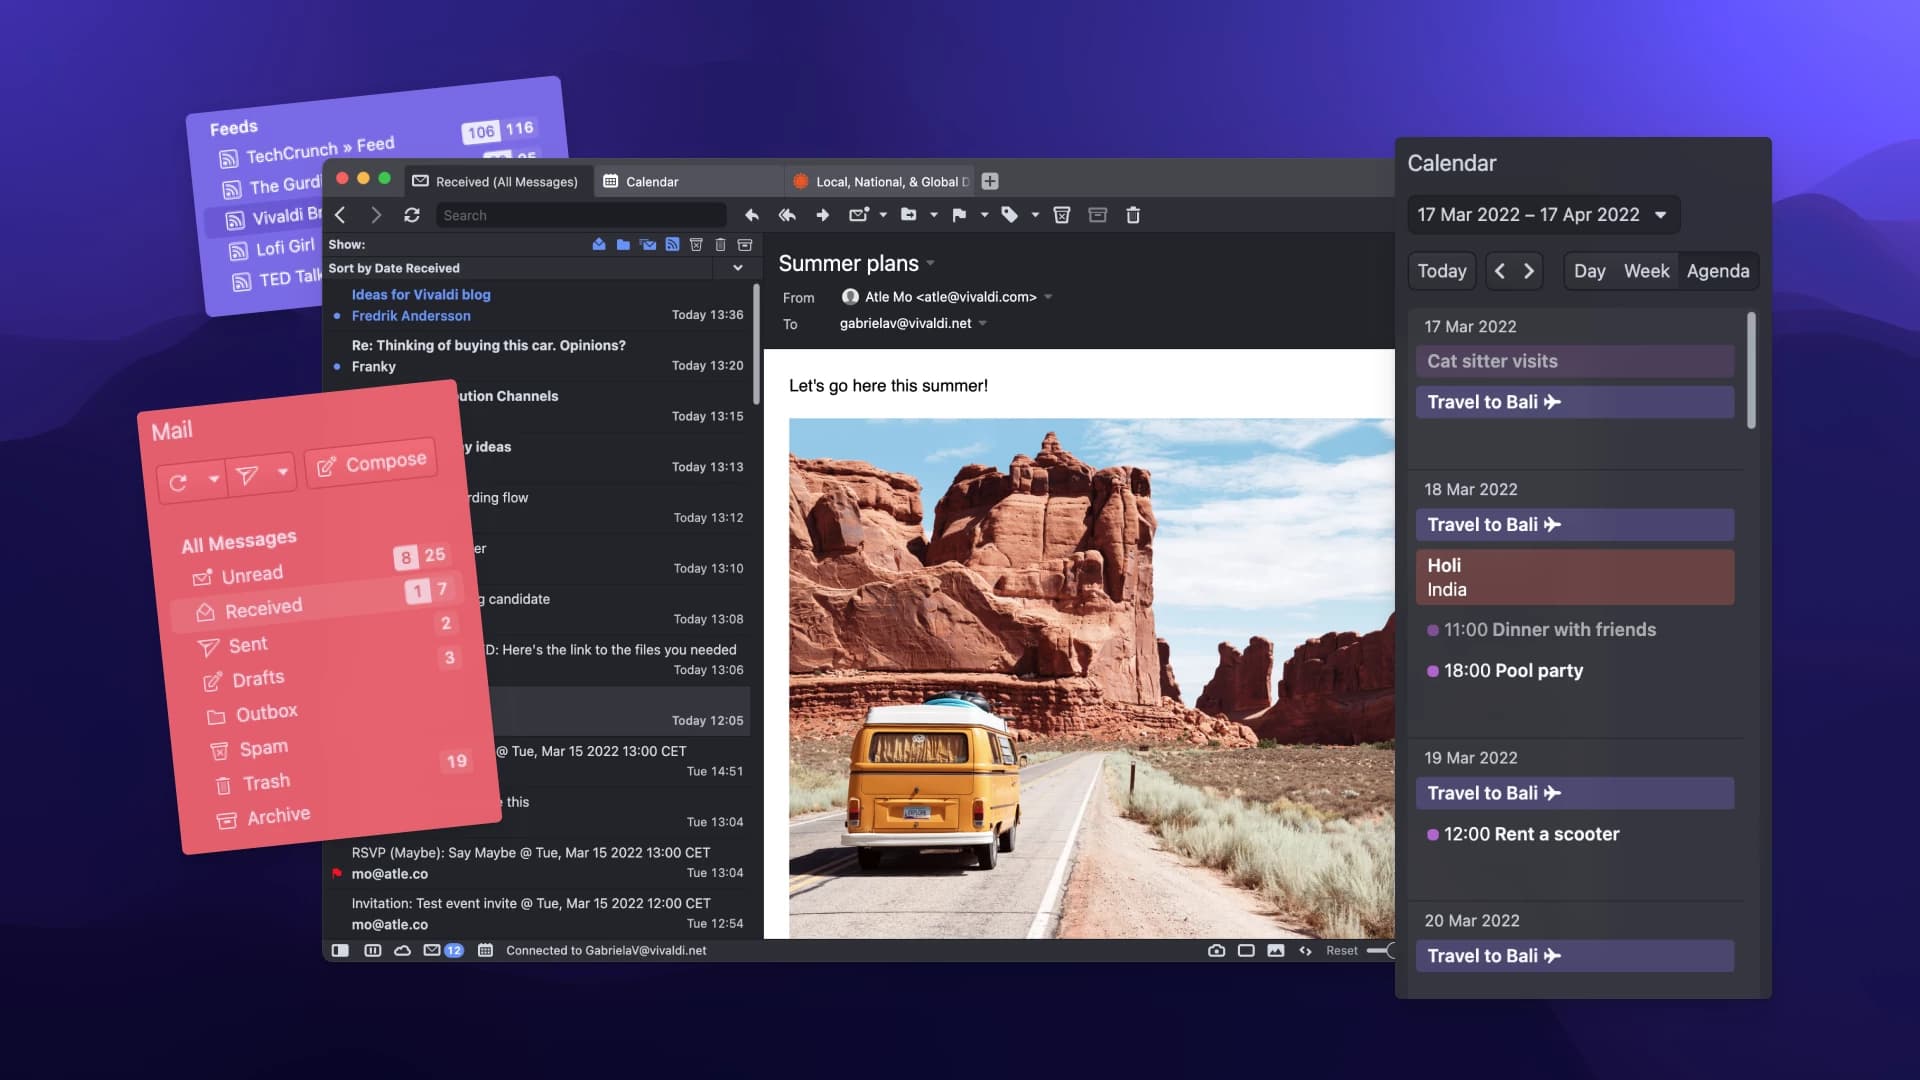 Feeds
TechCrunch » Feed 106 116
The Gurdi
Vivaldi Br
Lofi Girl
TED Talk
Received (All Messages)
Calendar
Local, National, & Global D
Search
Show:
Sort by Date Received
Ideas for Vivaldi blog
Fredrik Andersson Today 13:36
Re: Thinking of buying this car. Opinions?
Franky Today 13:20
ution Channels
Today 13:15
y ideas
Today 13:13
rding flow
Today 13:12
er
Today 13:10
g candidate
Today 13:08
D: Here's the link to the files you needed
Today 13:06
Today 12:05
@ Tue, Mar 15 2022 13:00 CET
Tue 14:51
this
Tue 13:04
RSVP (Maybe): Say Maybe @ Tue, Mar 15 2022 13:00 CET
mo@atle.co Tue 13:04
Invitation: Test event invite @ Tue, Mar 15 2022 12:00 CET
mo@atle.co Tue 12:54
12 Connected to GabrielaV@vivaldi.net
Reset
Mail
Compose
All Messages
Unread 8 25
Received 1 7
Sent 2
Drafts 3
Outbox
Spam
Trash 19
Archive
Summer plans
From Atle Mo <atle@vivaldi.com>
To gabrielav@vivaldi.net
Let's go here this summer!
Calendar
17 Mar 2022 – 17 Apr 2022
Today Day Week Agenda
17 Mar 2022
Cat sitter visits
Travel to Bali ✈
18 Mar 2022
Travel to Bali ✈
Holi
India
11:00 Dinner with friends
18:00 Pool party
19 Mar 2022
Travel to Bali ✈
12:00 Rent a scooter
20 Mar 2022
Travel to Bali ✈